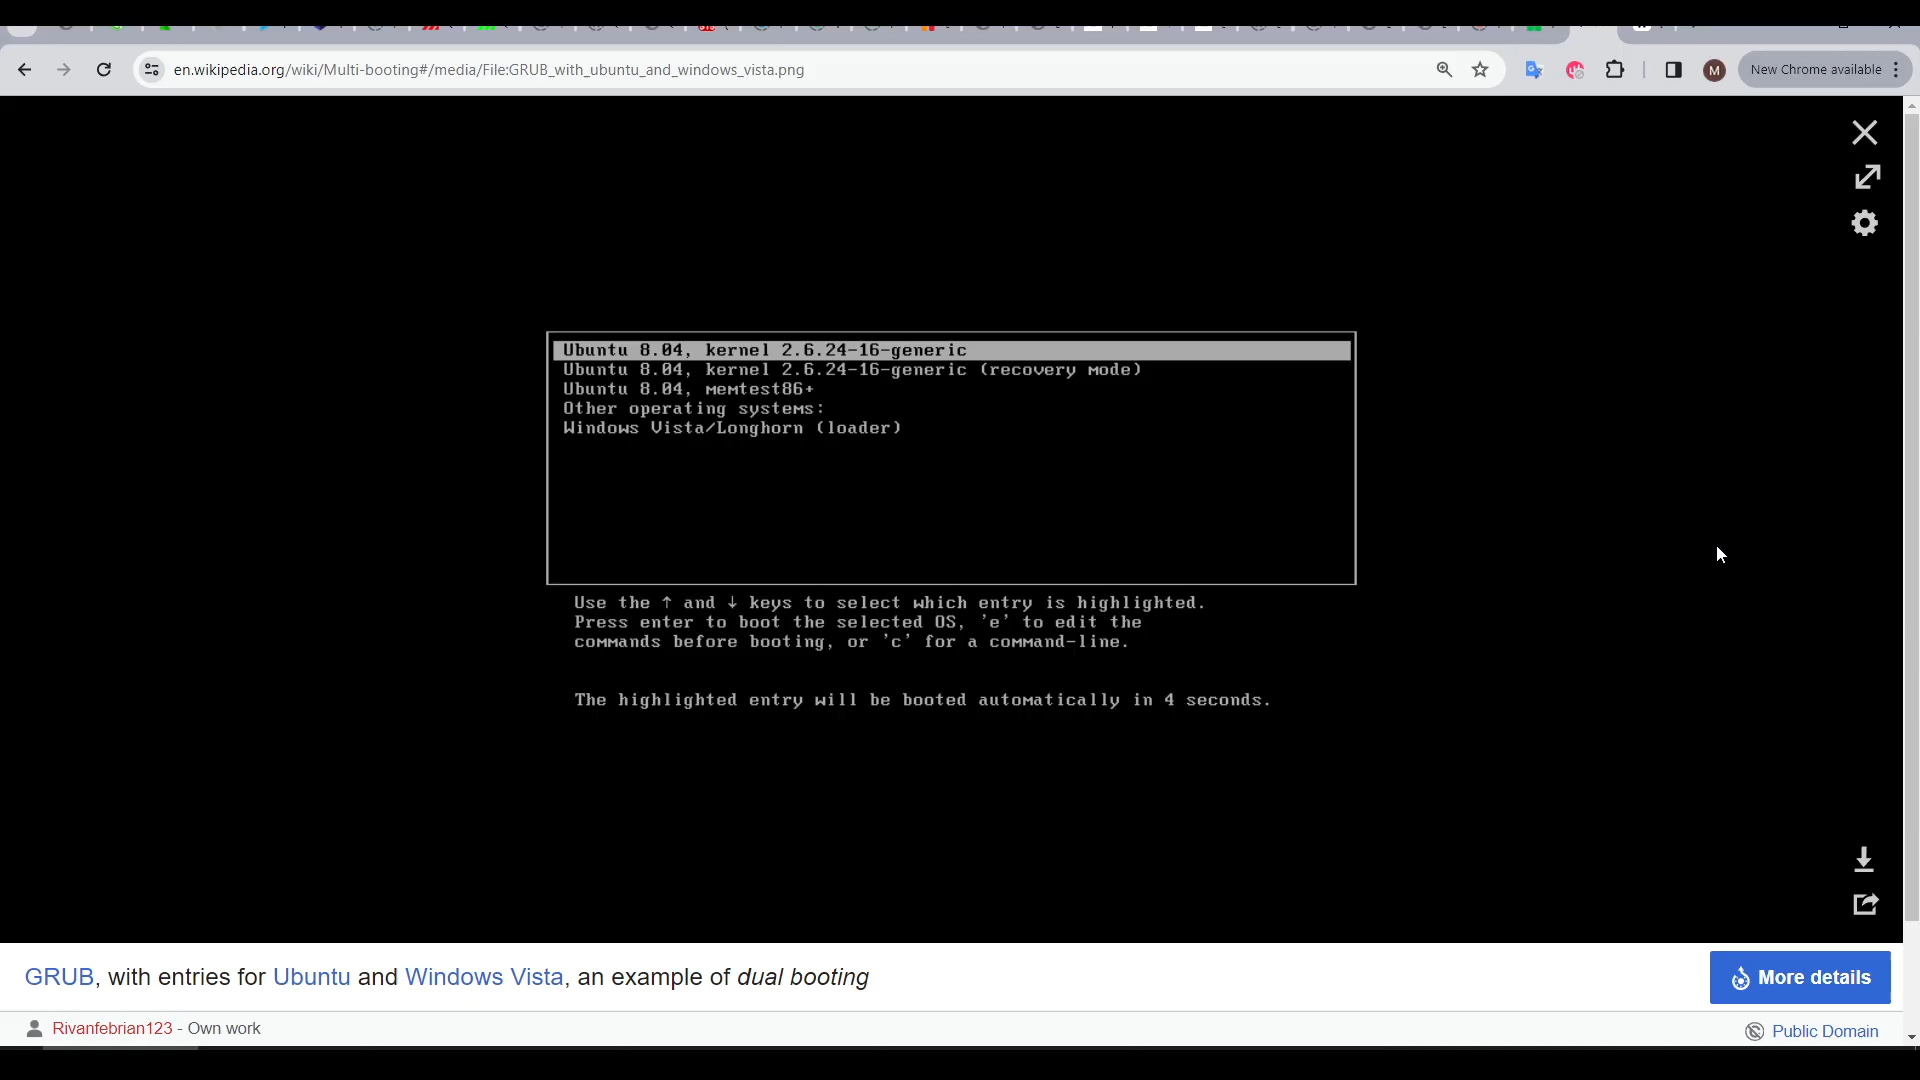 en.wikipedia.org/wiki/Multi-booting#/media/File:GRUB_with_ubuntu_and_windows_vista.png
M
New Chrome available
Ubuntu 8.04, kernel 2.6.24-16-generic
Ubuntu 8.04, kernel 2.6.24-16-generic (recovery mode)
Ubuntu 8.04, memtest86+
Other operating systems:
Windows Vista/Longhorn (loader)
Use the ↑ and ↓ keys to select which entry is highlighted.
Press enter to boot the selected OS, 'e' to edit the
commands before booting, or 'c' for a command-line.
The highlighted entry will be booted automatically in 4 seconds.
GRUB, with entries for Ubuntu and Windows Vista, an example of dual booting
More details
Rivanfebrian123 - Own work
Public Domain